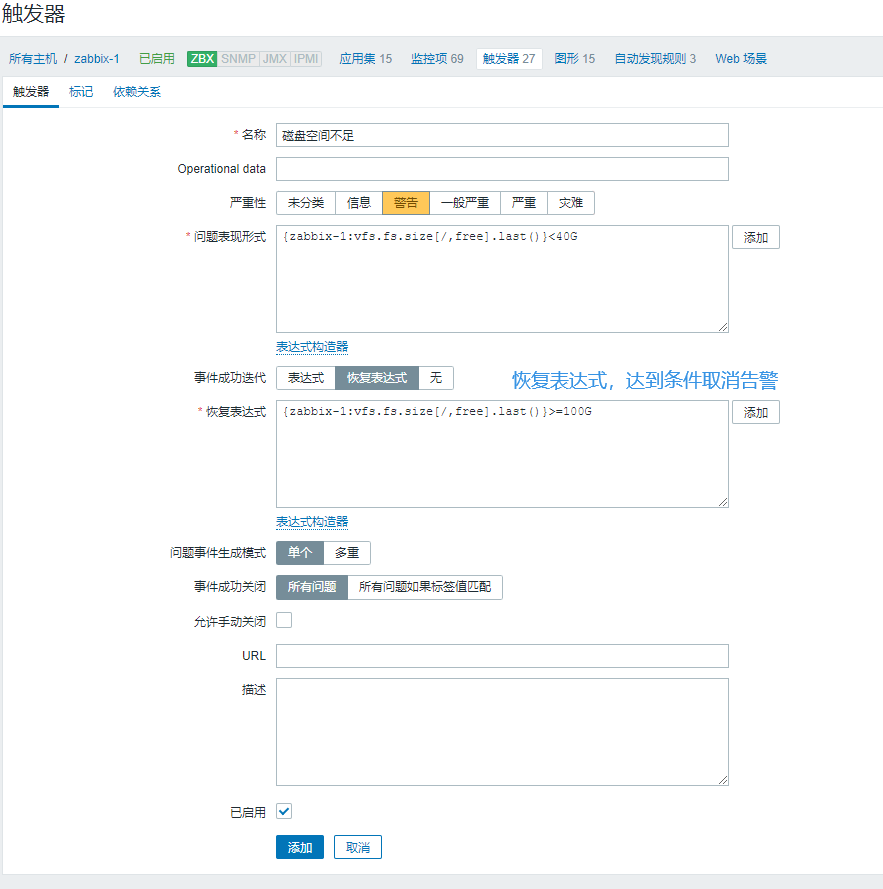 触发器
所有主机 / zabbix-1 已启用 ZBX SNMP JMX IPMI 应用集 15 监控项 69 触发器 27 图形 15 自动发现规则 3 Web 场景
触发器 标记 依赖关系
* 名称 磁盘空间不足
Operational data
严重性 未分类 信息 警告 一般严重 严重 灾难
* 问题表现形式 {zabbix-1:vfs.fs.size[/,free].last()}<40G 添加
表达式构造器
事件成功迭代 表达式 恢复表达式 无 恢复表达式，达到条件取消告警
* 恢复表达式 {zabbix-1:vfs.fs.size[/,free].last()}>=100G 添加
表达式构造器
问题事件生成模式 单个 多重
事件成功关闭 所有问题 所有问题如果标签值匹配
允许手动关闭
URL
描述
已启用
添加 取消